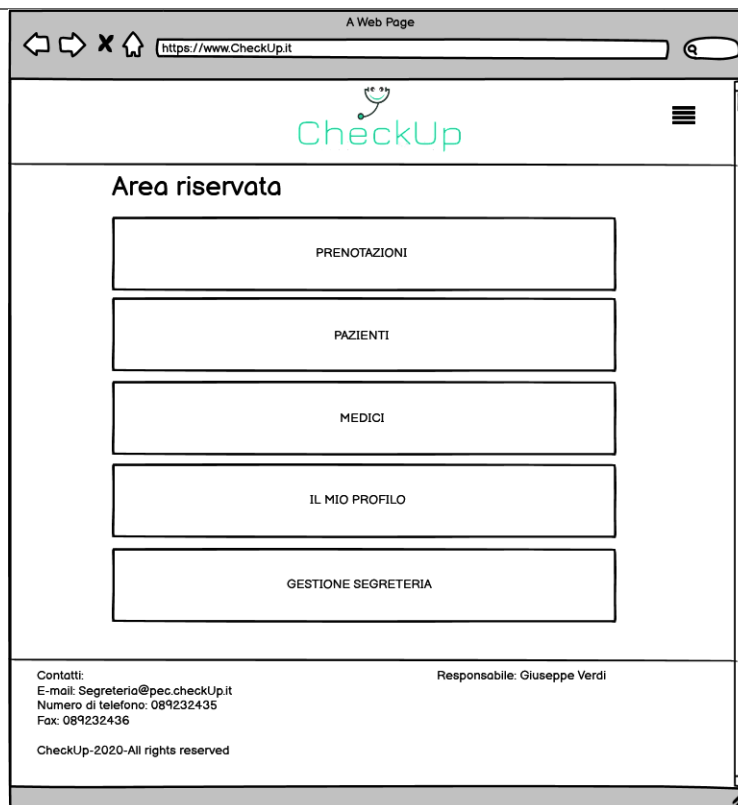 A Web Page
https://www.CheckUp.it
CheckUp
Area riservata
PRENOTAZIONI
PAZIENTI
MEDICI
IL MIO PROFILO
GESTIONE SEGRETERIA
Contatti:
E-mail: Segreteria@pec.checkUp.it
Numero di telefono: 089232435
Fax: 089232436
CheckUp-2020-All rights reserved
Responsabile: Giuseppe Verdi